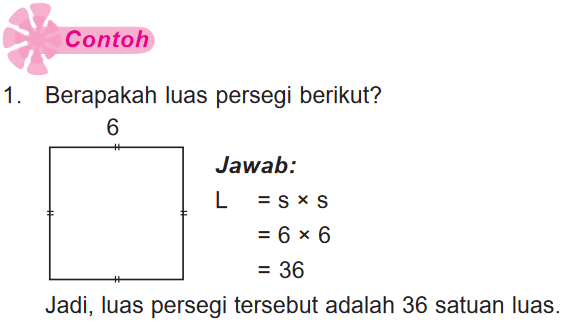 Contoh
1. Berapakah luas persegi berikut?
6
Jawab:
L = s × s
= 6 × 6
= 36
Jadi, luas persegi tersebut adalah 36 satuan luas.